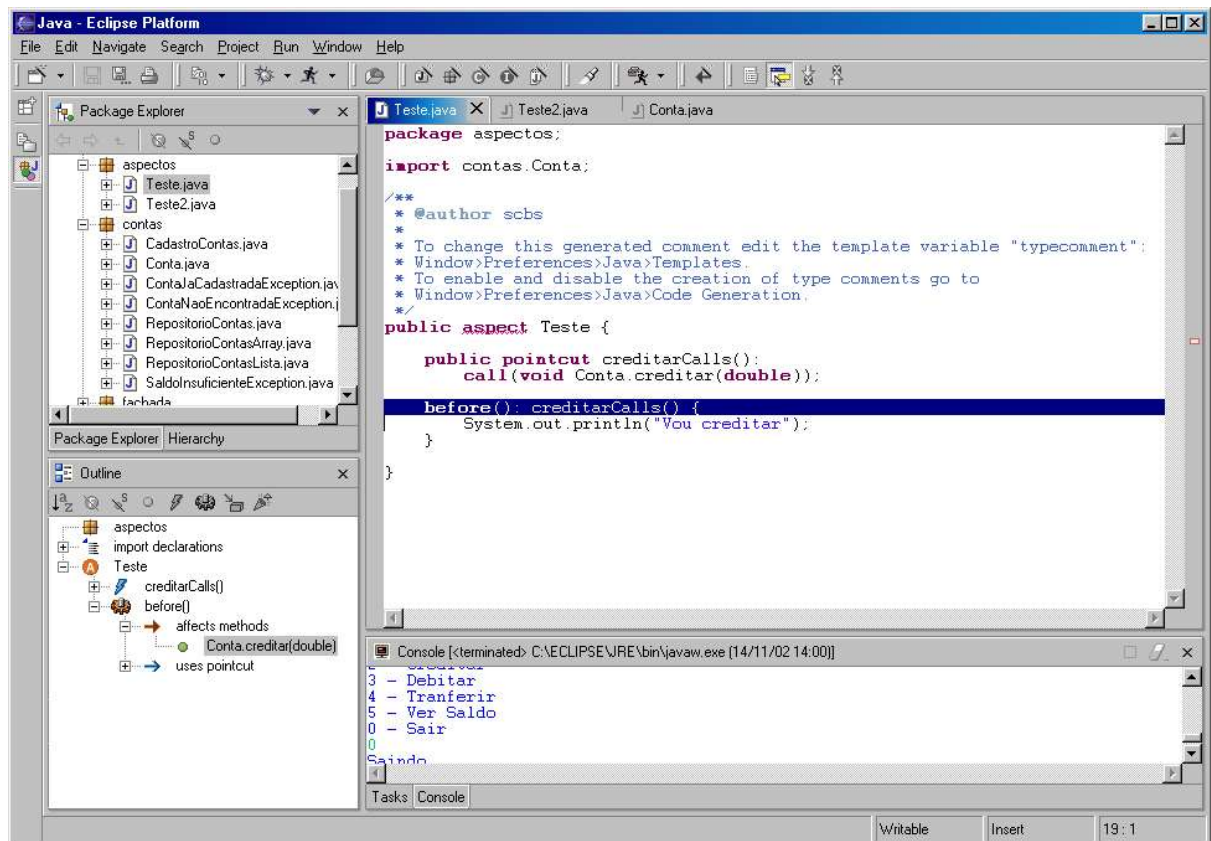 Java - Eclipse Platform
File Edit Navigate Search Project Run Window Help
Package Explorer
aspectos
Teste.java
Teste2.java
contas
CadastroContas.java
Conta.java
ContaJaCadastradaException.jav
ContaNaoEncontradaException.j
RepositorioContas.java
RepositorioContasArray.java
RepositorioContasLista.java
SaldoInsuficienteException.java
fachada
Package Explorer Hierarchy
Outline
aspectos
import declarations
Teste
creditarCalls()
before()
affects methods
Conta.creditar(double)
uses pointcut
Teste.java Teste2.java Conta.java
package aspectos;
import contas.Conta;
/**
* @author scbs
*
* To change this generated comment edit the template variable "typecomment":
* Window>Preferences>Java>Templates.
* To enable and disable the creation of type comments go to
* Window>Preferences>Java>Code Generation.
*/
public aspect Teste {
public pointcut creditarCalls():
call(void Conta.creditar(double));
before(): creditarCalls() {
System.out.println("Vou creditar");
}
}
Console [<terminated> C:\ECLIPSE\JRE\bin\javaw.exe (14/11/02 14:00)]
2 - Creditar
3 - Debitar
4 - Tranferir
5 - Ver Saldo
0 - Sair
0
Saindo
Tasks Console
Writable Insert 19 : 1